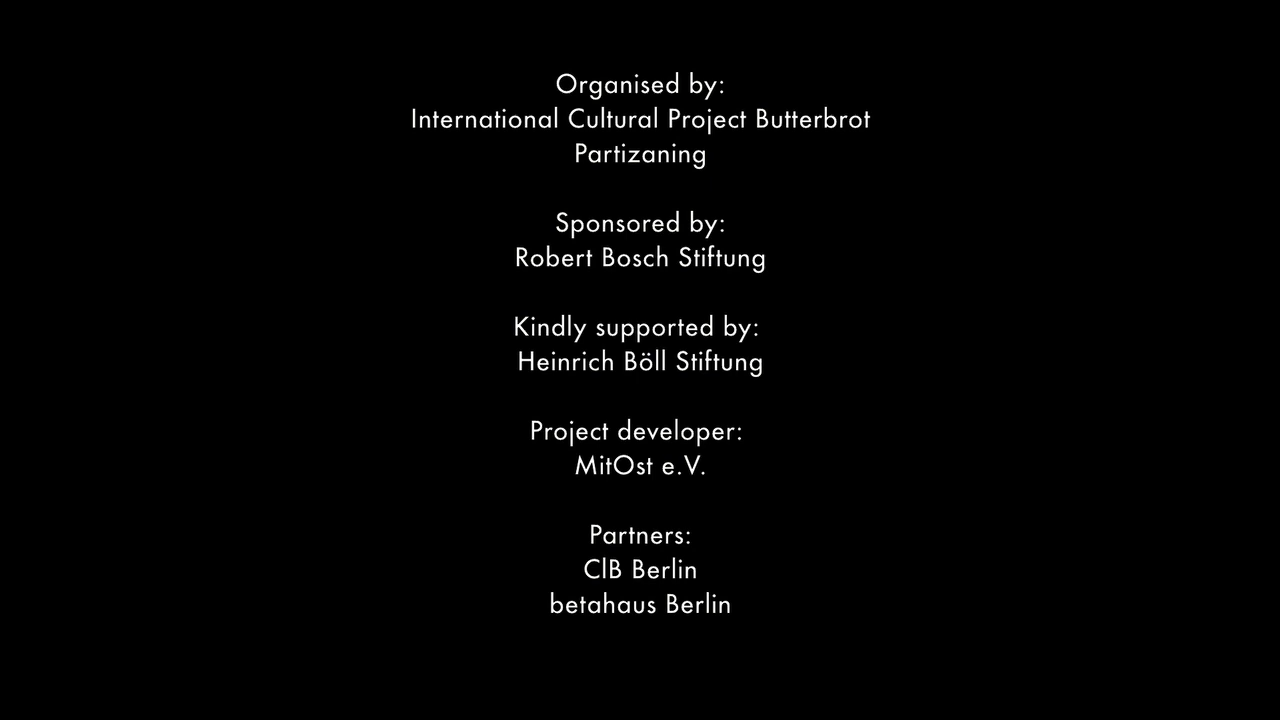 Organised by:
International Cultural Project Butterbrot
Partizaning
Sponsored by:
Robert Bosch Stiftung
Kindly supported by:
Heinrich Böll Stiftung
Project developer:
MitOst e.V.
Partners:
ClB Berlin
betahaus Berlin